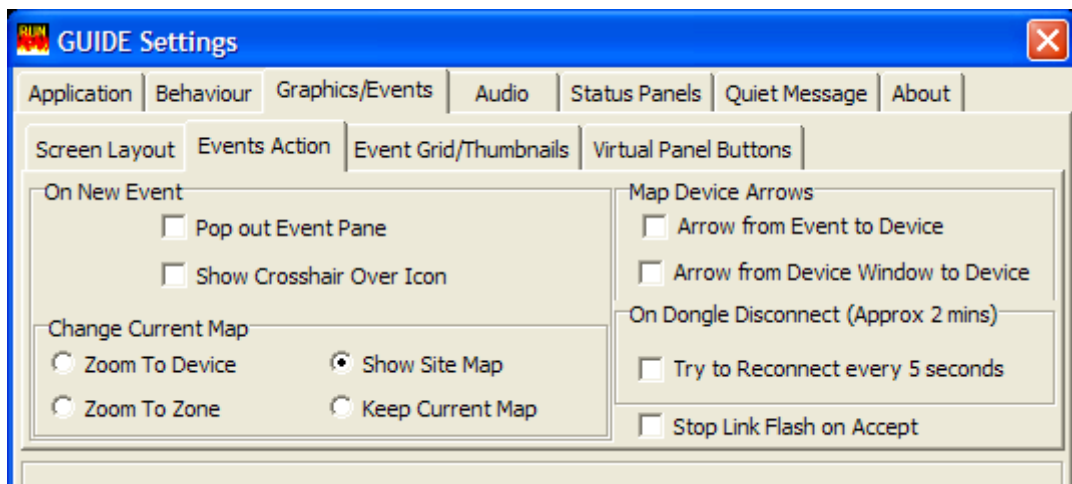 RUN
GUIDE Settings
Application Behaviour Graphics/Events Audio Status Panels Quiet Message About
Screen Layout Events Action Event Grid/Thumbnails Virtual Panel Buttons
On New Event
Pop out Event Pane
Show Crosshair Over Icon
Change Current Map
Zoom To Device Show Site Map
Zoom To Zone Keep Current Map
Map Device Arrows
Arrow from Event to Device
Arrow from Device Window to Device
On Dongle Disconnect (Approx 2 mins)
Try to Reconnect every 5 seconds
Stop Link Flash on Accept